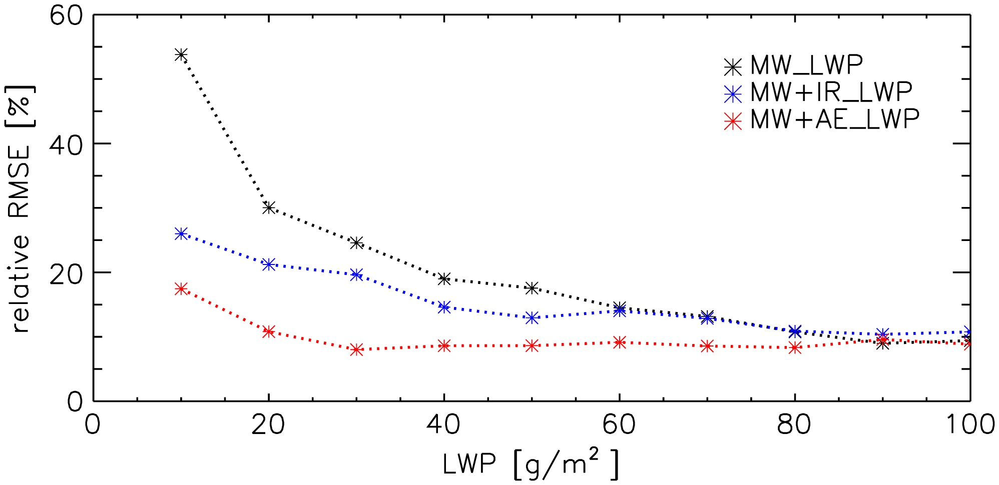 relative RMSE [%]
60
40
20
0
MW_LWP
MW+IR_LWP
MW+AE_LWP
0 20 40 60 80 100
LWP [g/m² ]